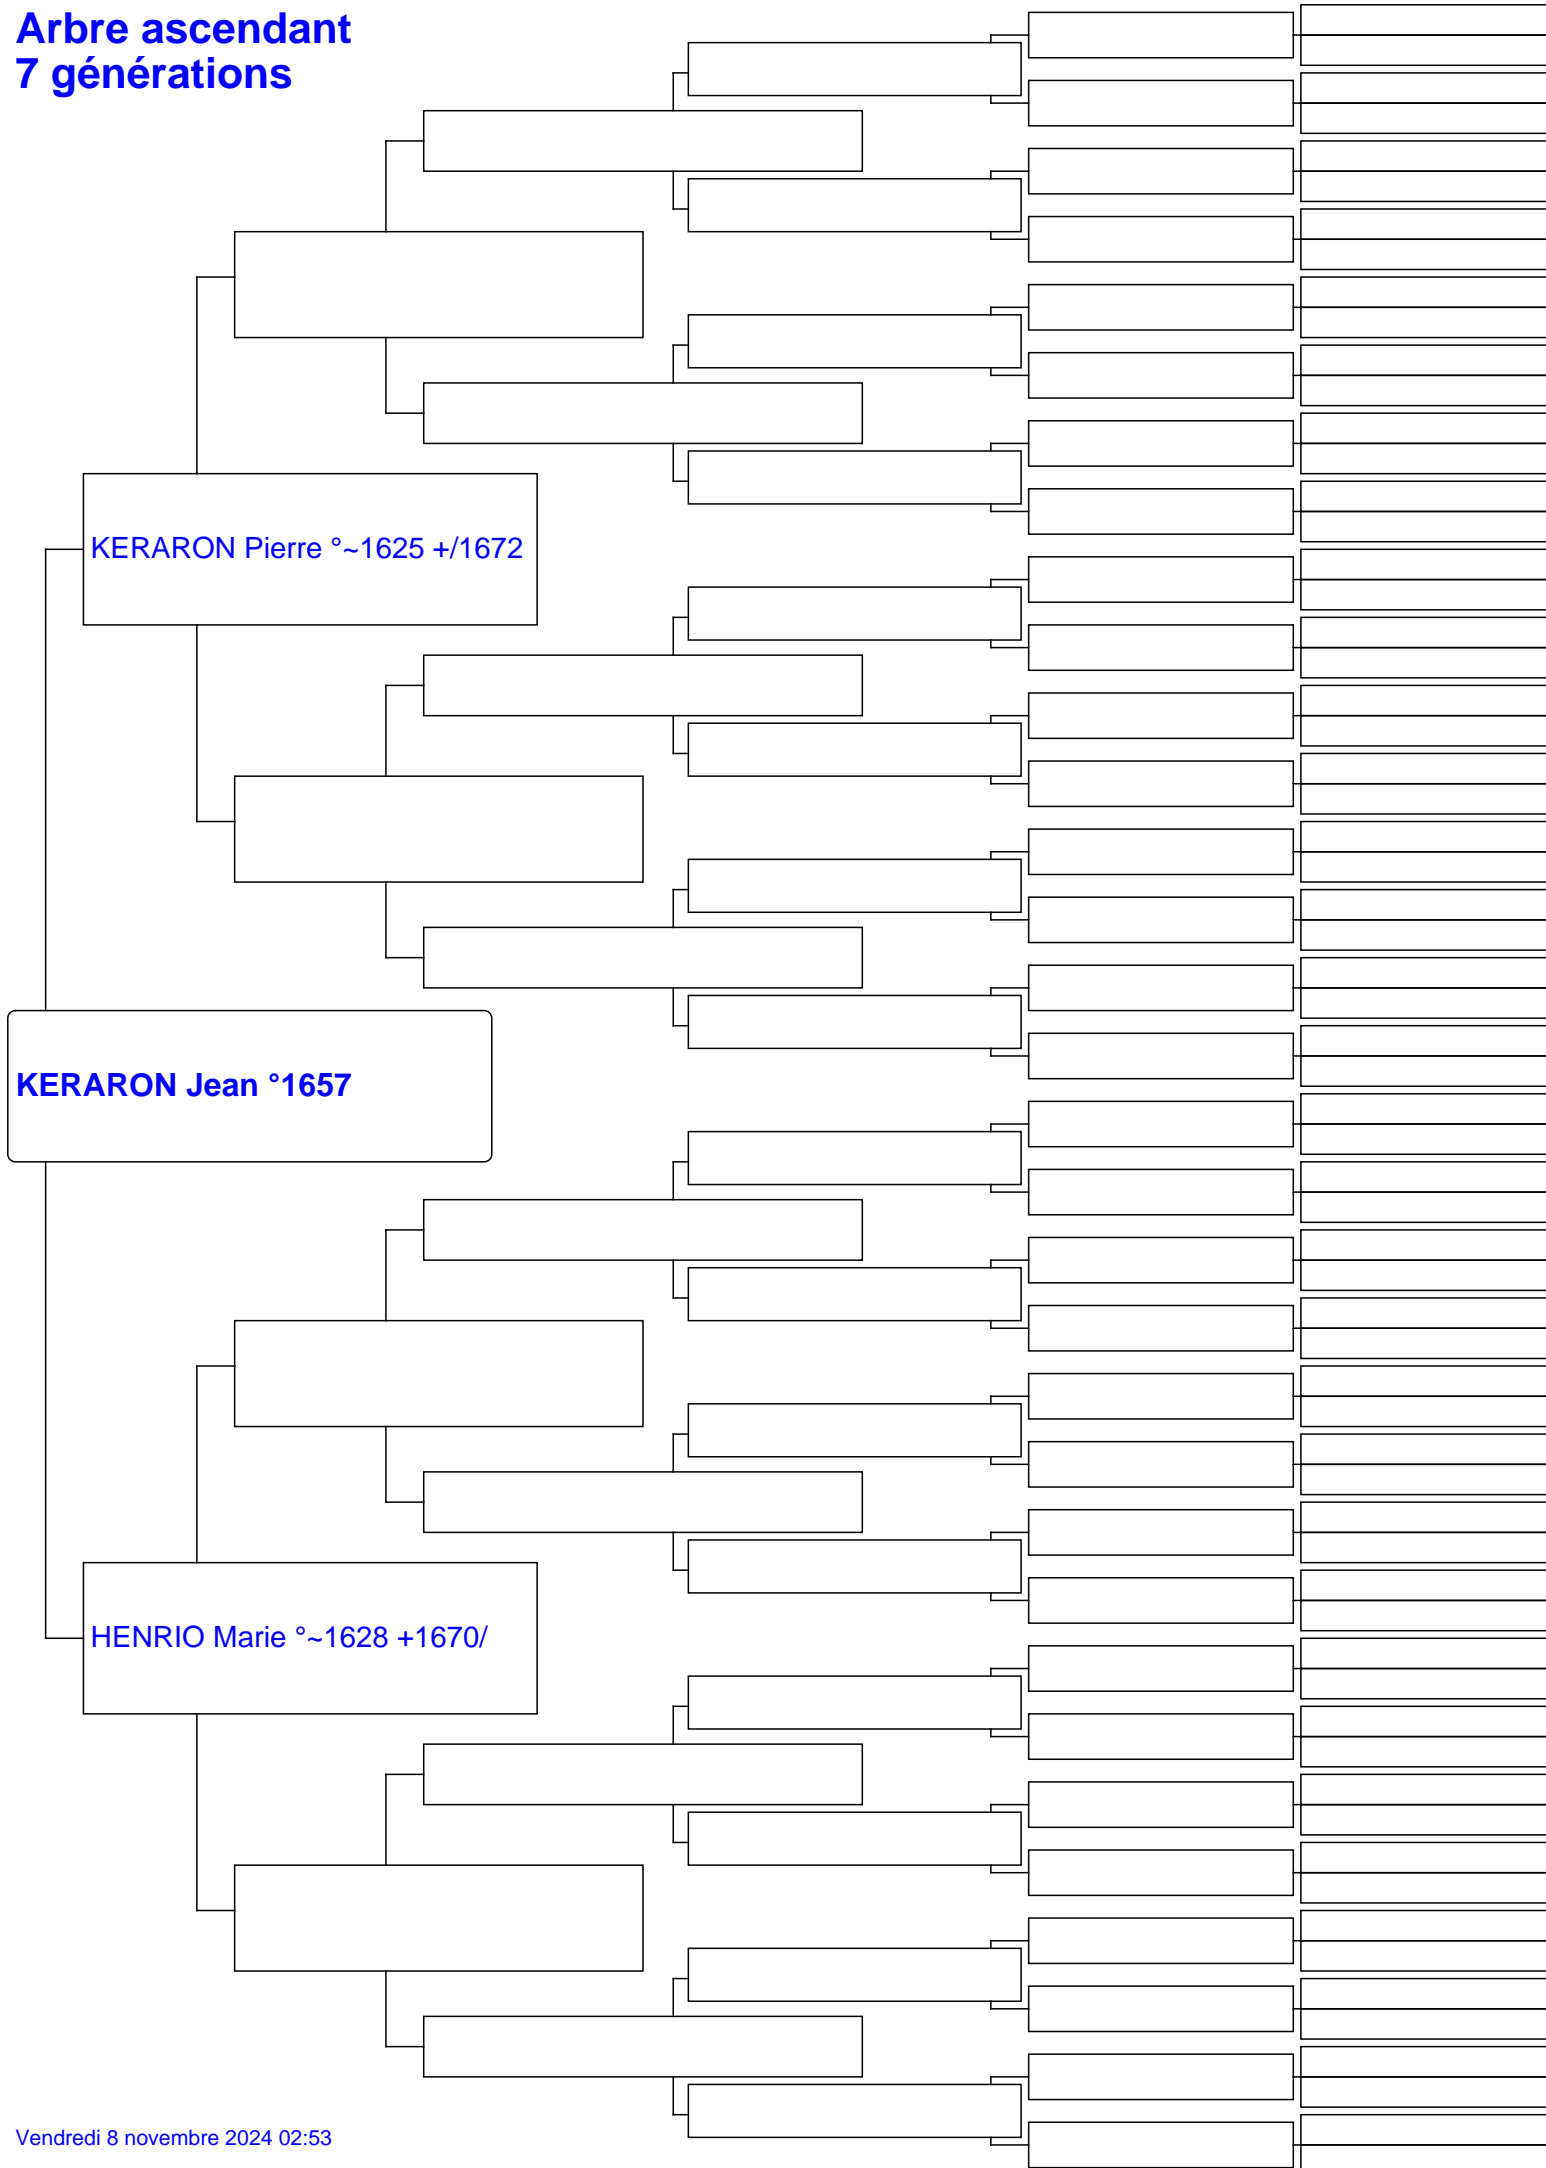 Arbre ascendant
7 générations
KERARON Pierre °~1625 +/1672
KERARON Jean °1657
HENRIO Marie °~1628 +1670/
Vendredi 8 novembre 2024 02:53